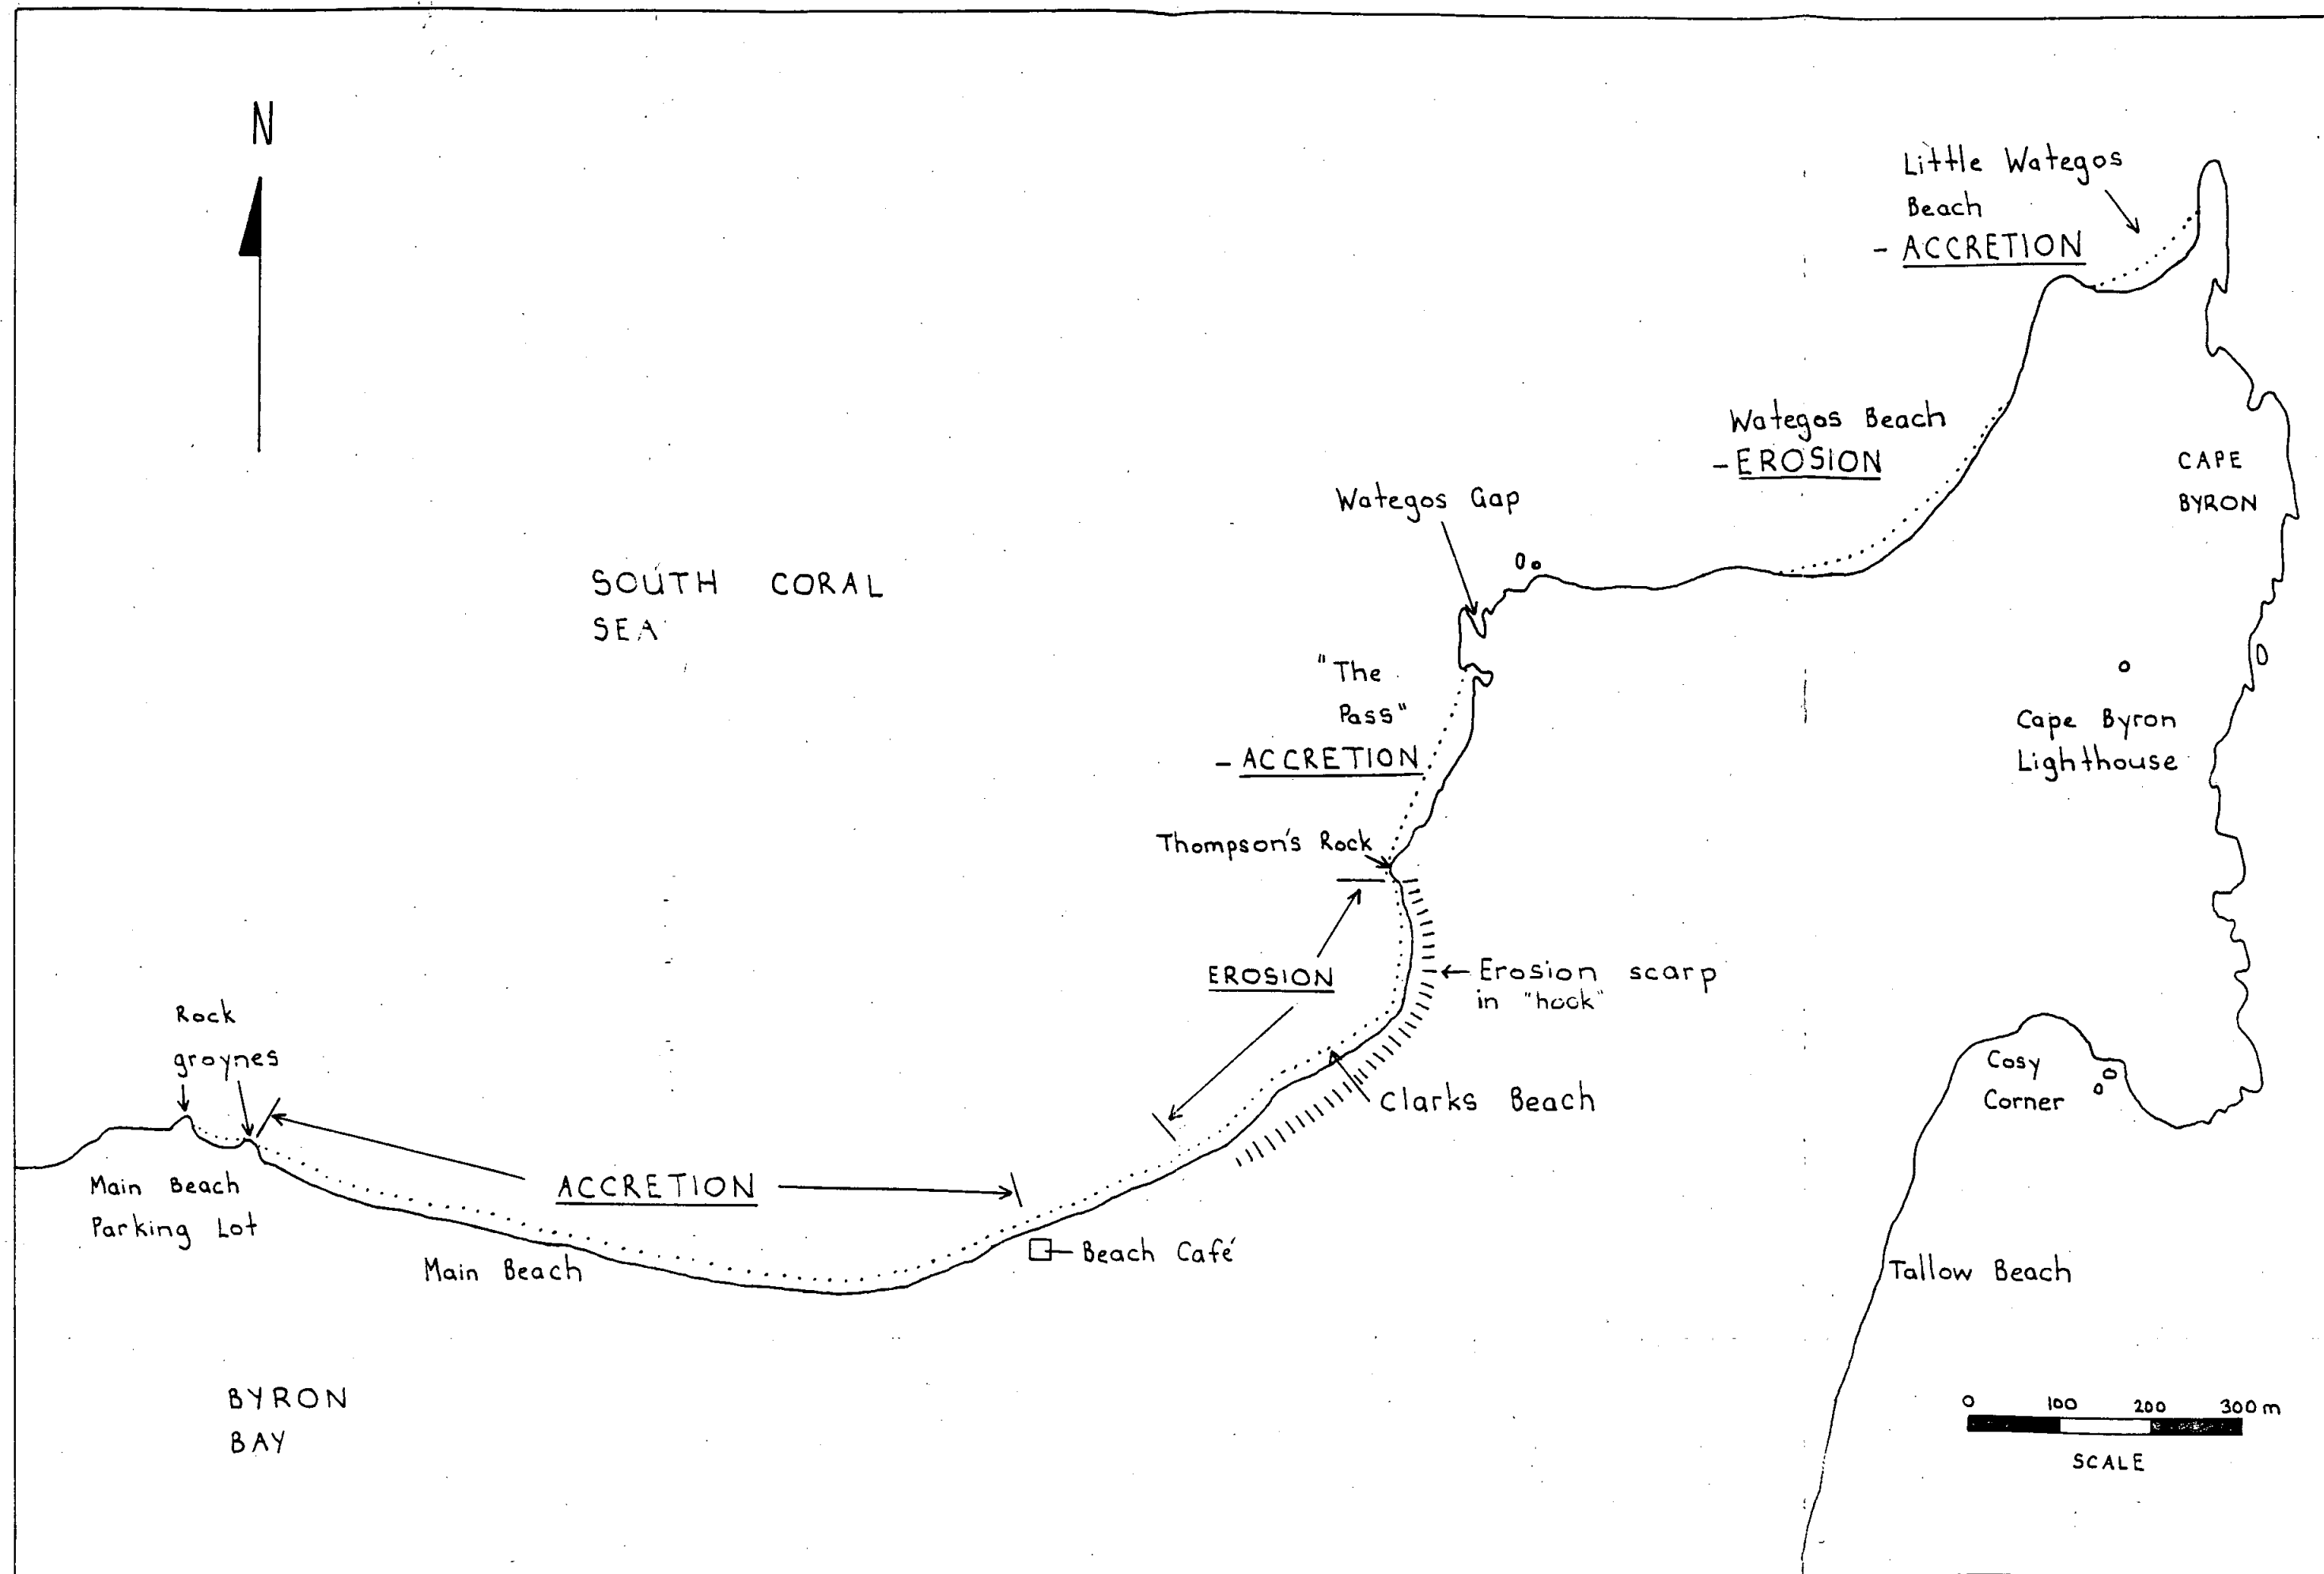 N
Little Wategos
Beach
- ACCRETION
Wategos Beach
- EROSION
CAPE
BYRON
Wategos Gap
SOUTH CORAL
SEA
"The
Pass"
- ACCRETION
Cape Byron
Lighthouse
Thompson's Rock
EROSION
Erosion scarp
in "hook"
Rock
groynes
Cosy
Corner
Clarks Beach
Main Beach
Parking Lot
ACCRETION
Beach Café
Main Beach
Tallow Beach
BYRON
BAY
0 100 200 300 m
SCALE